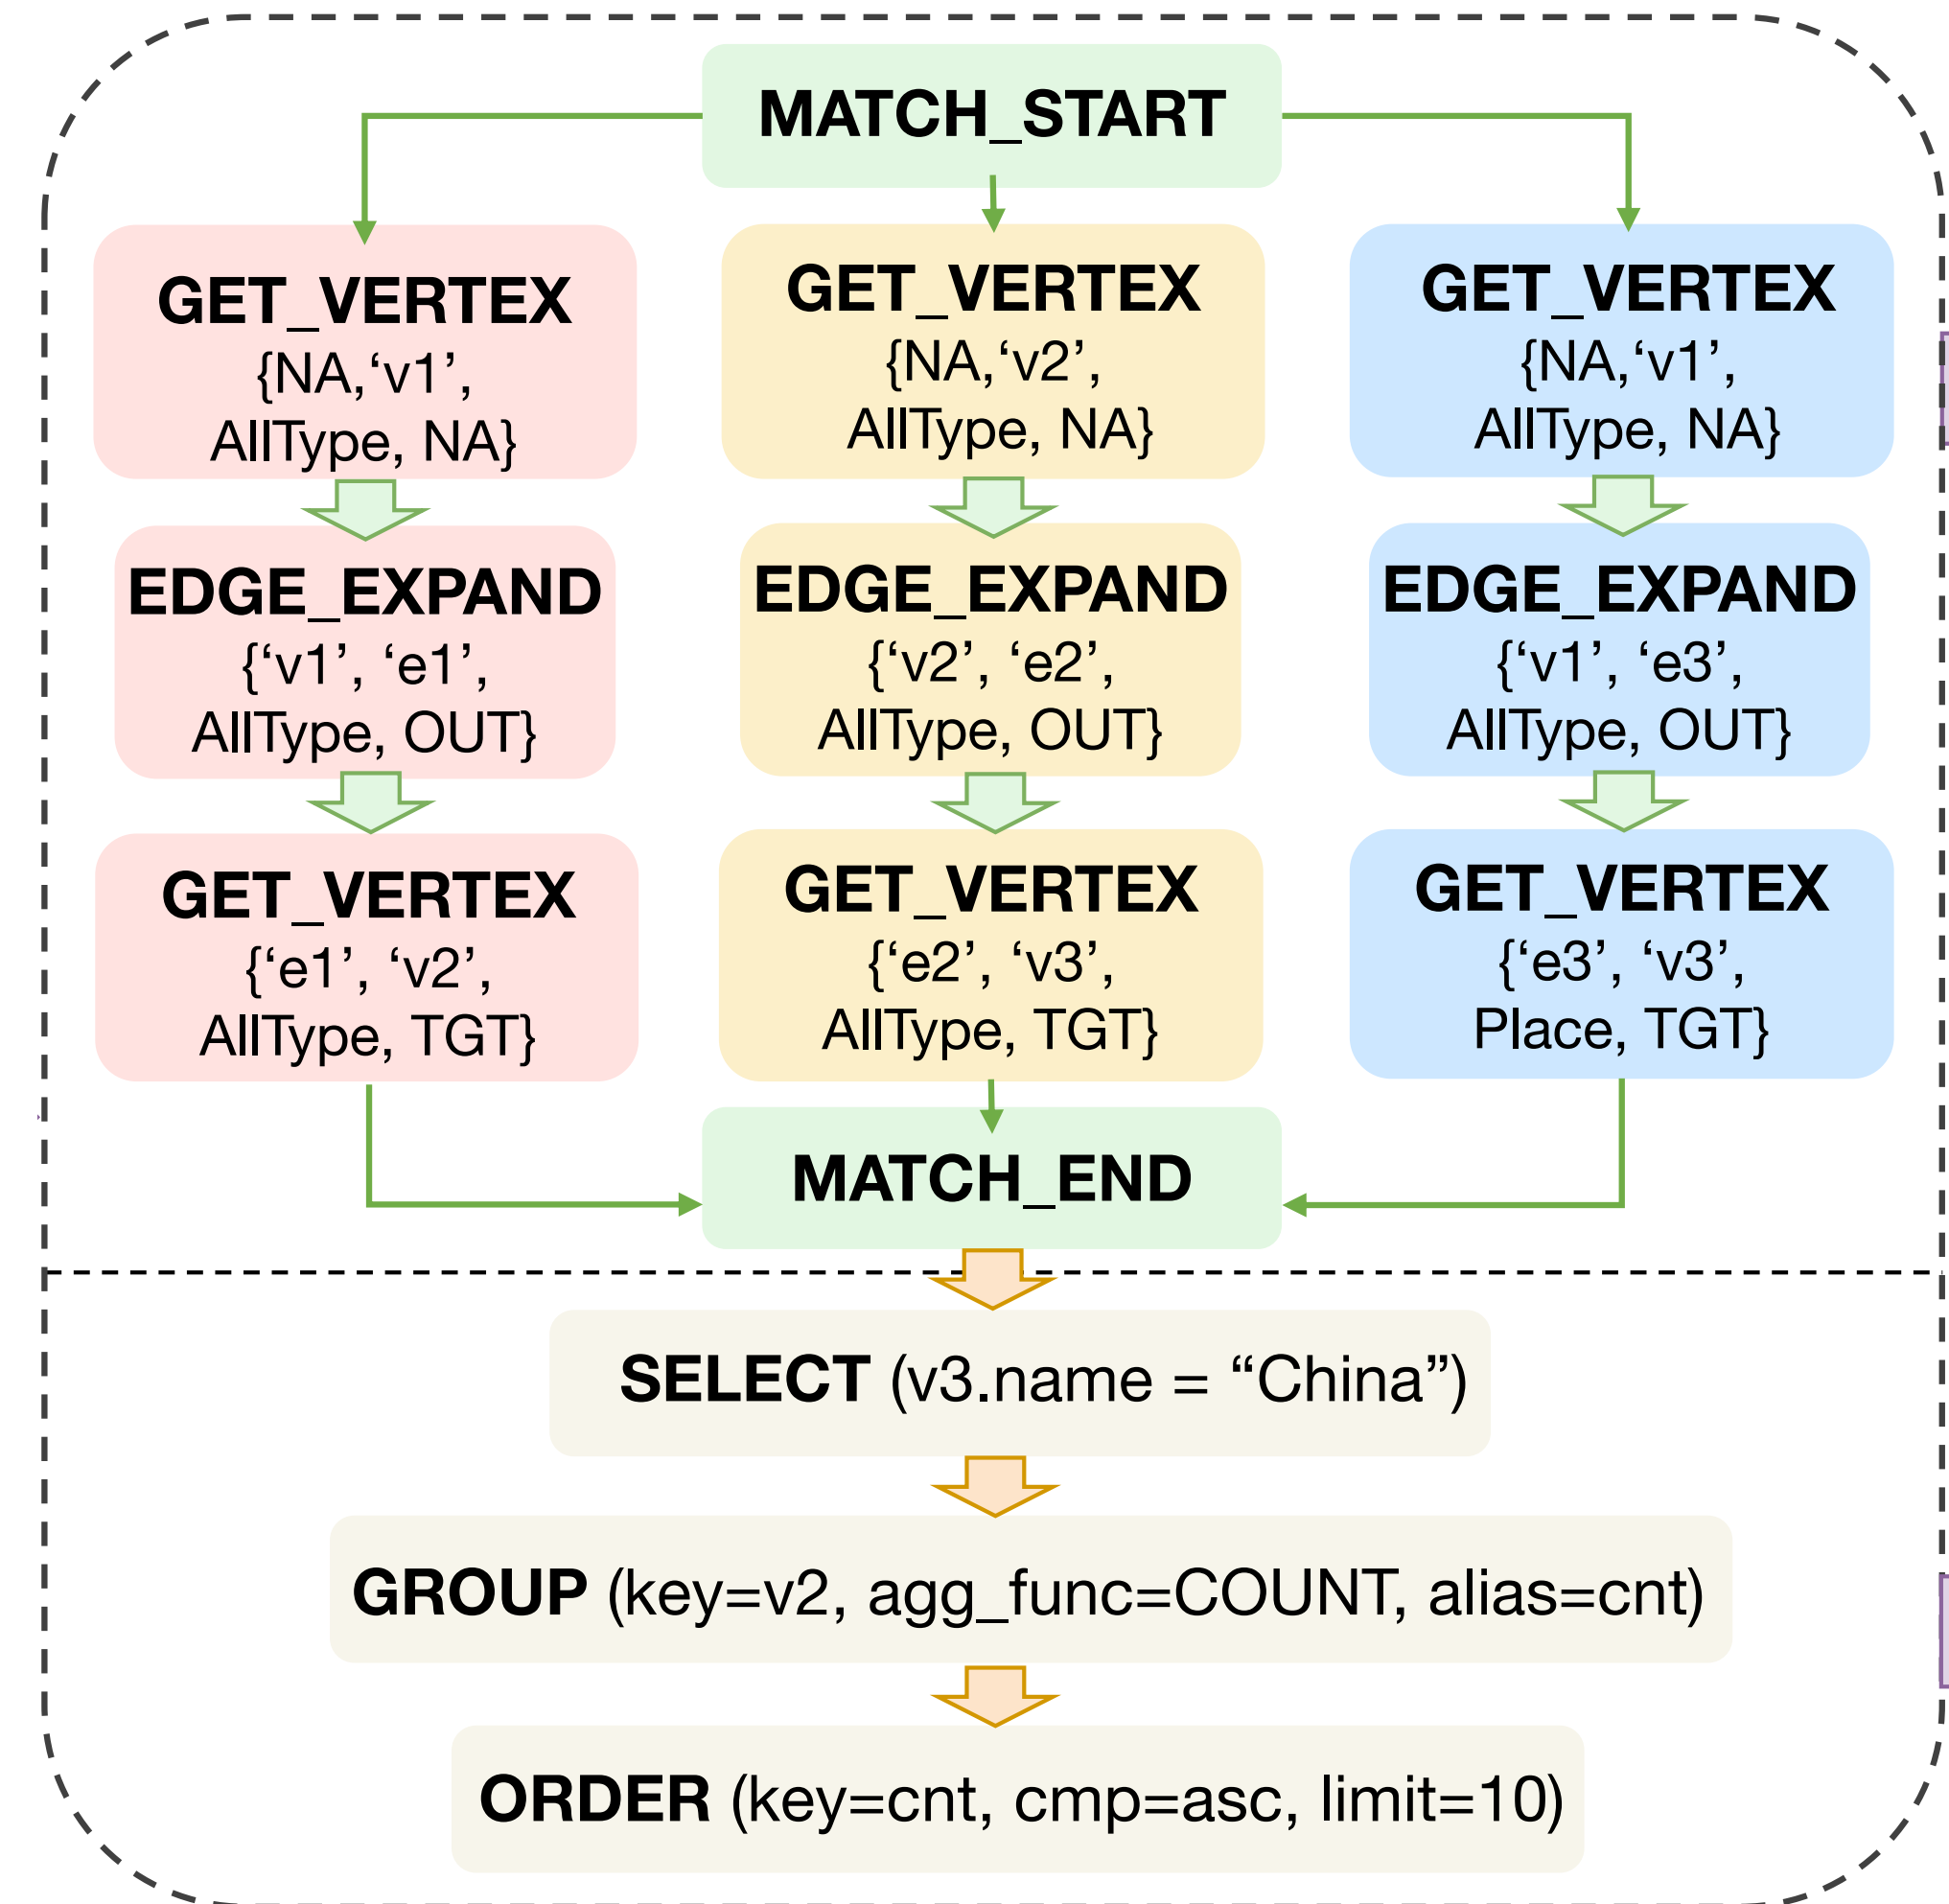 MATCH_START
GET_VERTEX
{NA,‘v1’,
AllType, NA}
GET_VERTEX
{NA,‘v2’,
AllType, NA}
GET_VERTEX
{NA,‘v1’,
AllType, NA}
EDGE_EXPAND
{‘v1’, ‘e1’,
AllType, OUT}
EDGE_EXPAND
{‘v2’, ‘e2’,
AllType, OUT}
EDGE_EXPAND
{‘v1’, ‘e3’,
AllType, OUT}
GET_VERTEX
{‘e1’, ‘v2’,
AllType, TGT}
GET_VERTEX
{‘e2’, ‘v3’,
AllType, TGT}
GET_VERTEX
{‘e3’, ‘v3’,
Place, TGT}
MATCH_END
SELECT (v3.name = “China”)
GROUP (key=v2, agg_func=COUNT, alias=cnt)
ORDER (key=cnt, cmp=asc, limit=10)